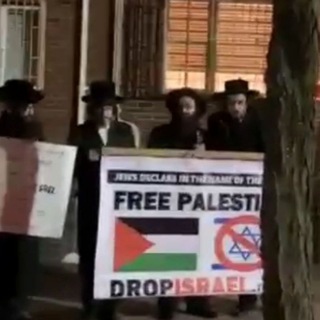 JEWS DECLARE IN THE NAME OF THE
FREE PALESTI
DROPISRAEL